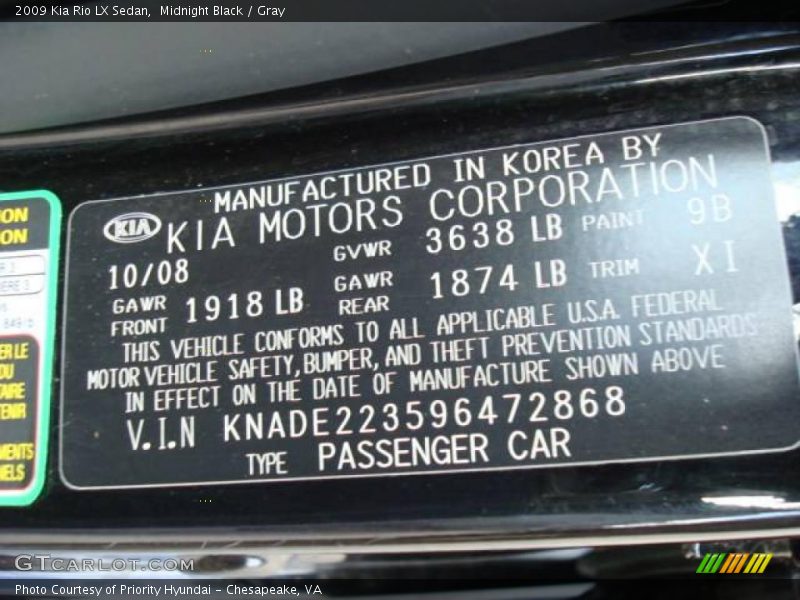 2009 Kia Rio LX Sedan,  Midnight Black / Gray
MANUFACTURED IN KOREA BY
KIA KIA MOTORS CORPORATION
10/08 GVWR 3638 LB PAINT 9B
GAWR FRONT 1918 LB GAWR REAR 1874 LB TRIM XI
THIS VEHICLE CONFORMS TO ALL APPLICABLE U.S.A. FEDERAL
MOTOR VEHICLE SAFETY, BUMPER, AND THEFT PREVENTION STANDARDS
IN EFFECT ON THE DATE OF MANUFACTURE SHOWN ABOVE
V.I.N KNADE223596472868
TYPE PASSENGER CAR
GTCARLOT.COM
Photo Courtesy of Priority Hyundai - Chesapeake, VA